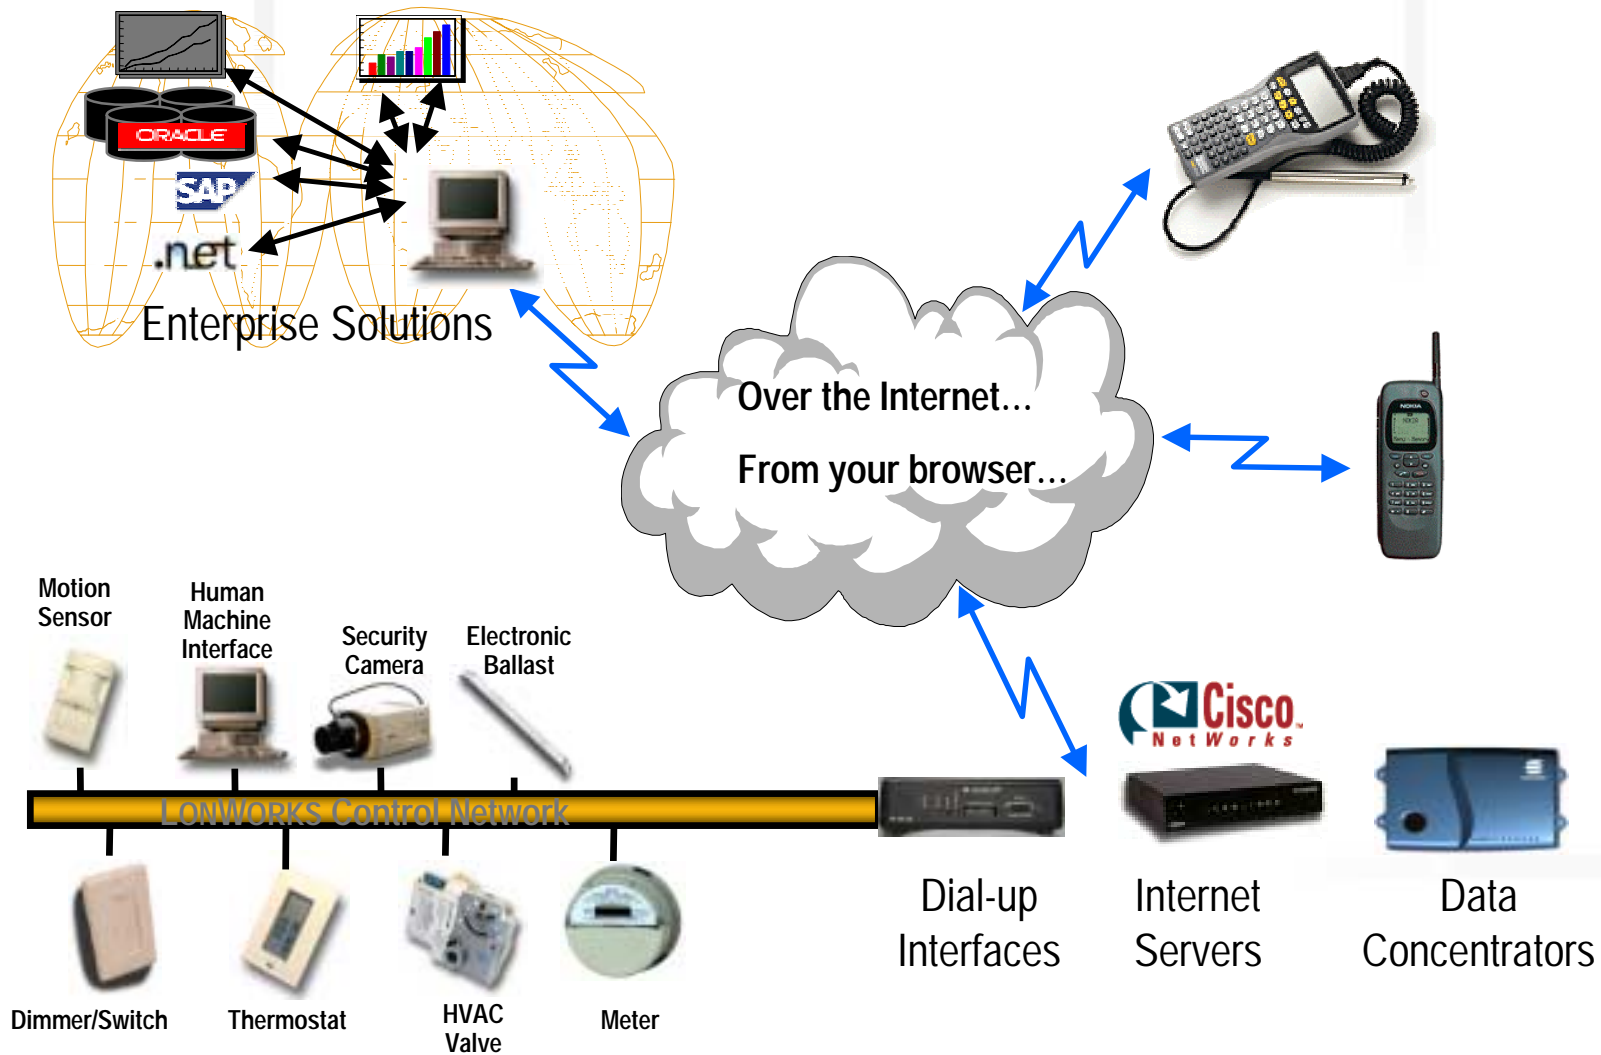 ORACLE
SAP
.net
Enterprise Solutions
Over the Internet...
From your browser...
NOKIA
Motion
Sensor
Human
Machine
Interface
Security
Camera
Electronic
Ballast
Cisco
NetWorks
LONWORKS Control Network
Dial-up
Interfaces
Internet
Servers
Data
Concentrators
Dimmer/Switch
Thermostat
HVAC
Valve
Meter